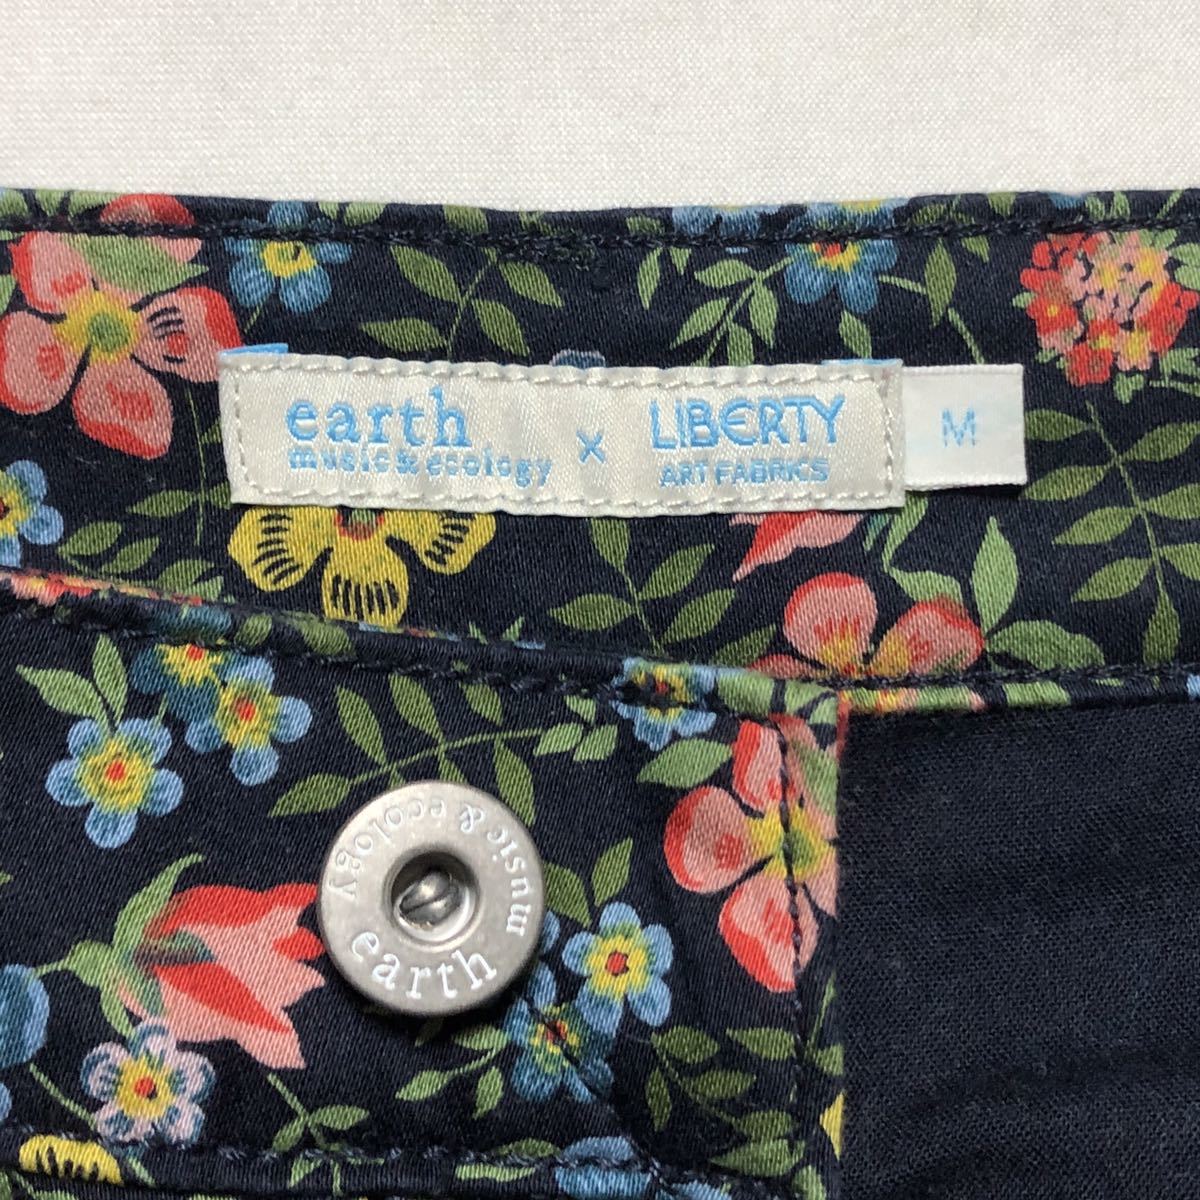 earth
music&ecology
×
LIBERTY
ART FABRICS
M
earth music & ecology